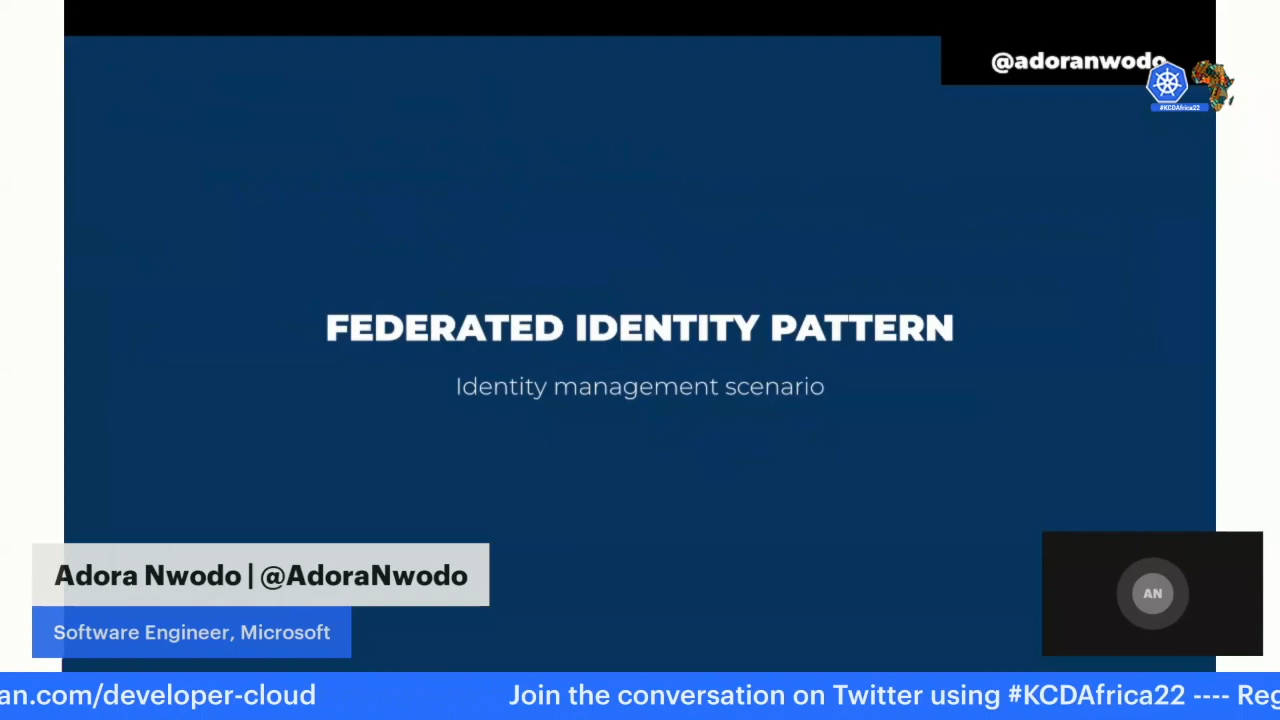 @adoranwodo
#KCDAfrica22
FEDERATED IDENTITY PATTERN
Identity management scenario
Adora Nwodo | @AdoraNwodo
AN
Software Engineer, Microsoft
an.com/developer-cloud
Join the conversation on Twitter using #KCDAfrica22 ---- Reg